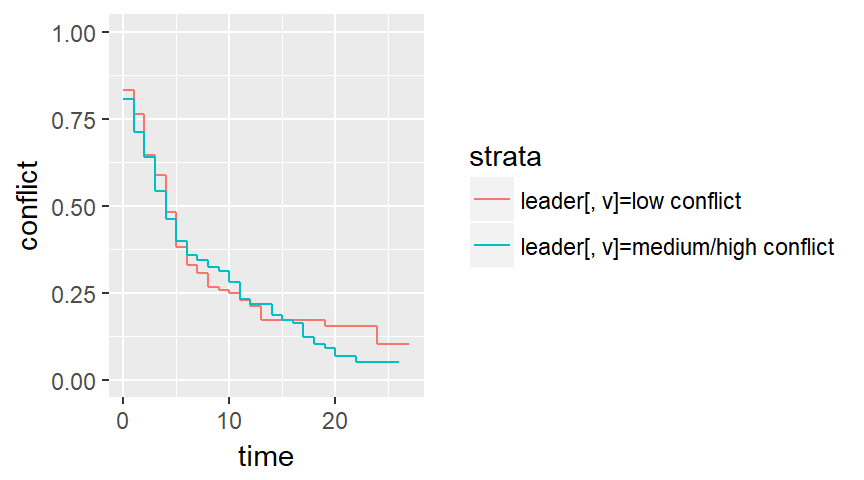 1.00
0.75
0.50
0.25
0.00
conflict
0 10 20
time
strata
leader[, v]=low conflict
leader[, v]=medium/high conflict